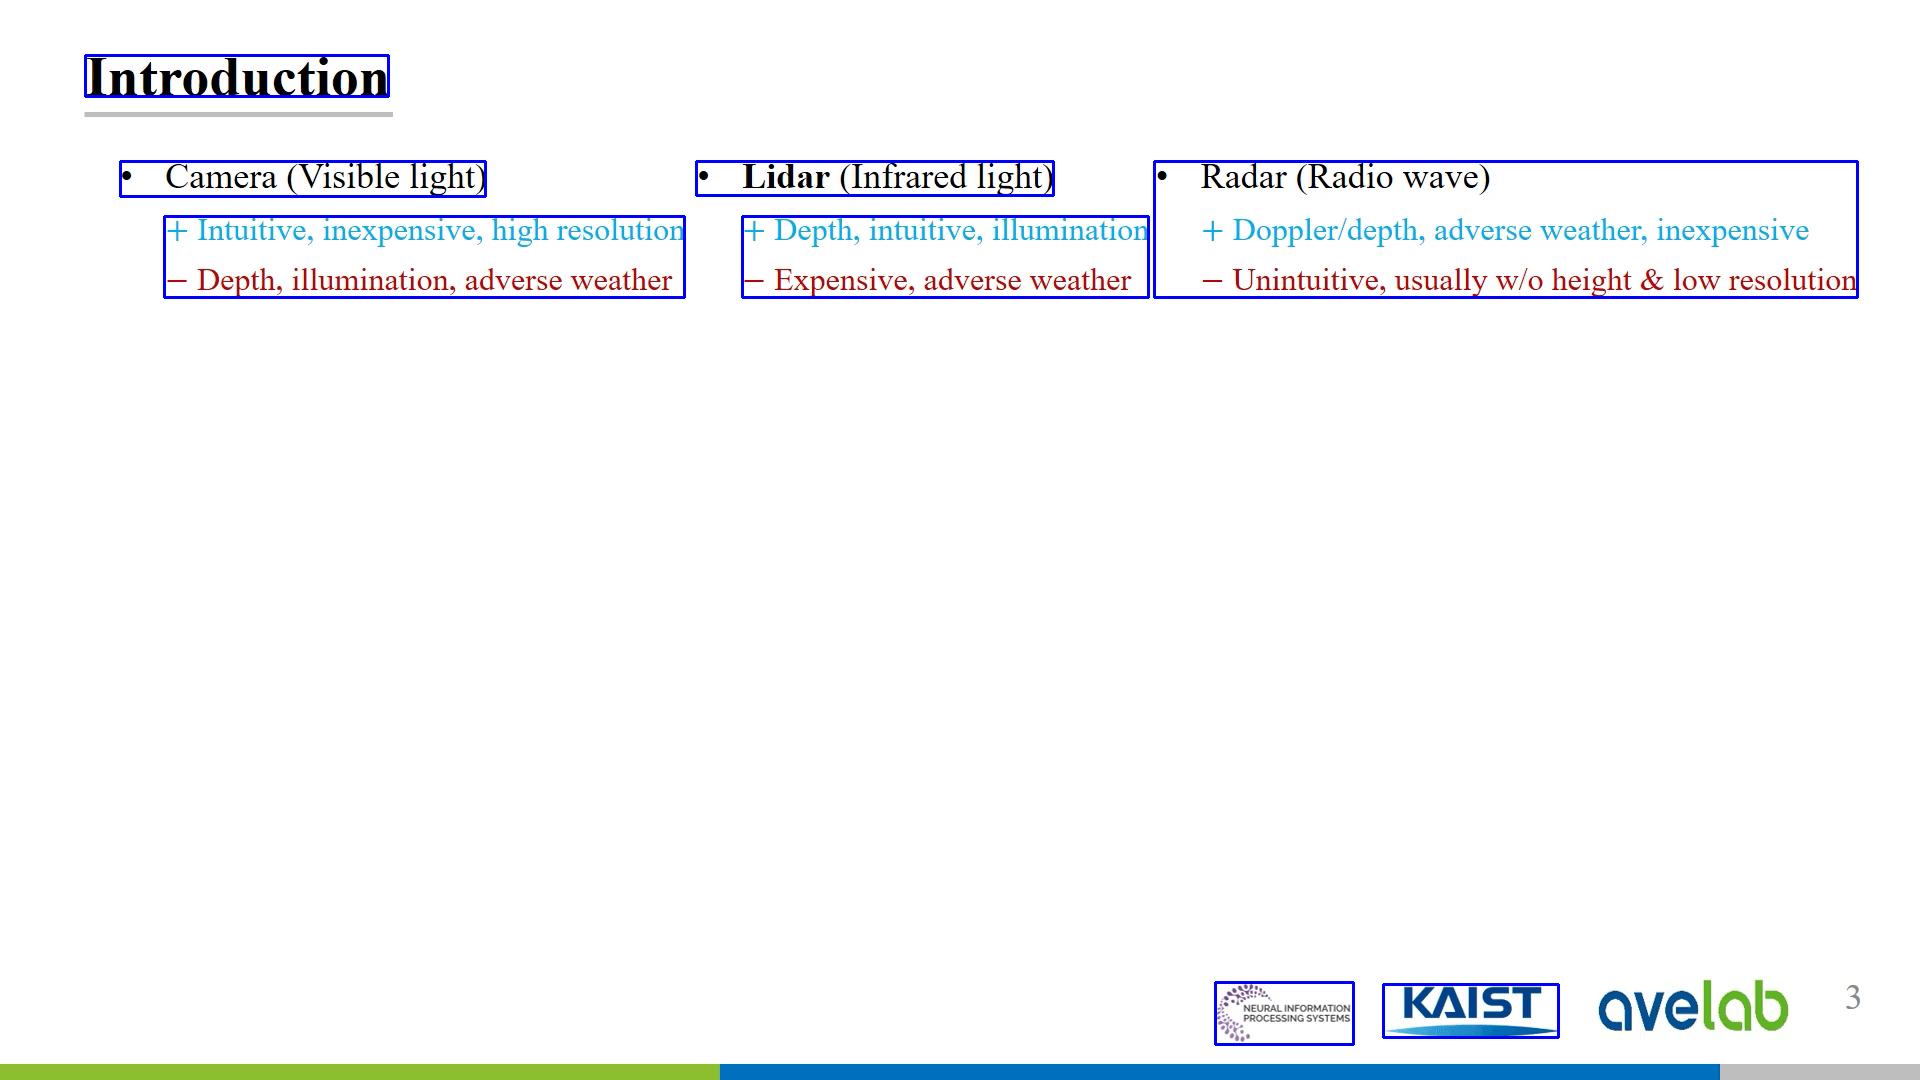 Introduction
• Camera (Visible light)
+ Intuitive, inexpensive, high resolution
− Depth, illumination, adverse weather
• Lidar (Infrared light)
+ Depth, intuitive, illumination
− Expensive, adverse weather
• Radar (Radio wave)
+ Doppler/depth, adverse weather, inexpensive
− Unintuitive, usually w/o height & low resolution
NEURAL INFORMATION
PROCESSING SYSTEMS
KAIST
avelab
3